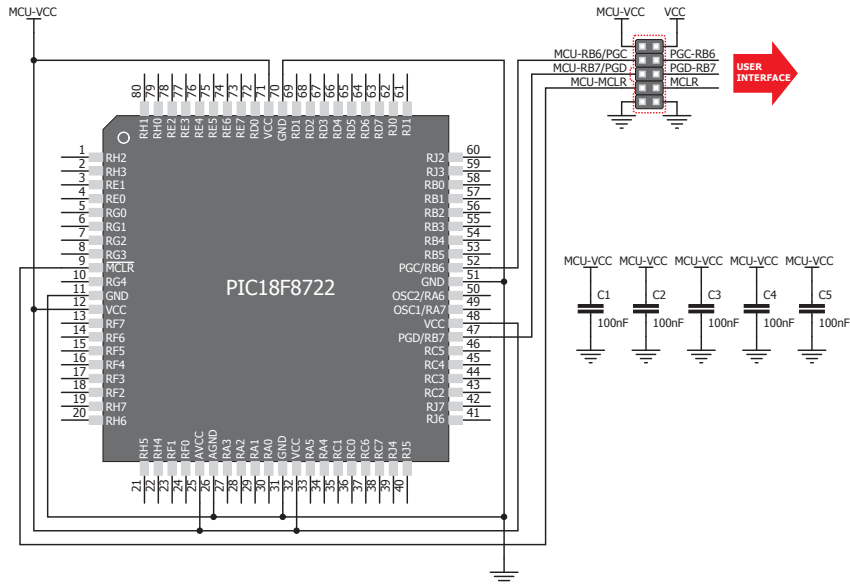 MCU-VCC
MCU-VCC VCC
MCU-RB6/PGC PGC-RB6
MCU-RB7/PGD PGD-RB7
MCU-MCLR MCLR
USER
INTERFACE
80 79 78 77 76 75 74 73 72 71 70 69 68 67 66 65 64 63 62 61
RH1 RH0 RE2 RE3 RE4 RE5 RE6 RE7 RD0 VCC GND RD1 RD2 RD3 RD4 RD5 RD6 RD7 RJ0 RJ1
1 RH2 RJ2 60
2 RH3 RJ3 59
3 RE1 RB0 58
4 RE0 RB1 57
5 RG0 RB2 56
6 RG1 RB3 55
7 RG2 RB4 54
8 RG3 RB5 53
9 MCLR PGC/RB6 52
10 RG4 GND 51
11 GND OSC2/RA6 50
12 VCC OSC1/RA7 49
13 RF7 VCC 48
14 RF6 PGD/RB7 47
15 RF5 RC5 46
16 RF4 RC4 45
17 RF3 RC3 44
18 RF2 RC2 43
19 RH7 RJ7 42
20 RH6 RJ6 41
PIC18F8722
RH5 RH4 RF1 RF0 AVCC AGND RA3 RA2 RA1 RA0 GND VCC RA5 RA4 RC1 RC0 RC6 RC7 RJ4 RJ5
21 22 23 24 25 26 27 28 29 30 31 32 33 34 35 36 37 38 39 40
MCU-VCC MCU-VCC MCU-VCC MCU-VCC MCU-VCC
C1 C2 C3 C4 C5
100nF 100nF 100nF 100nF 100nF